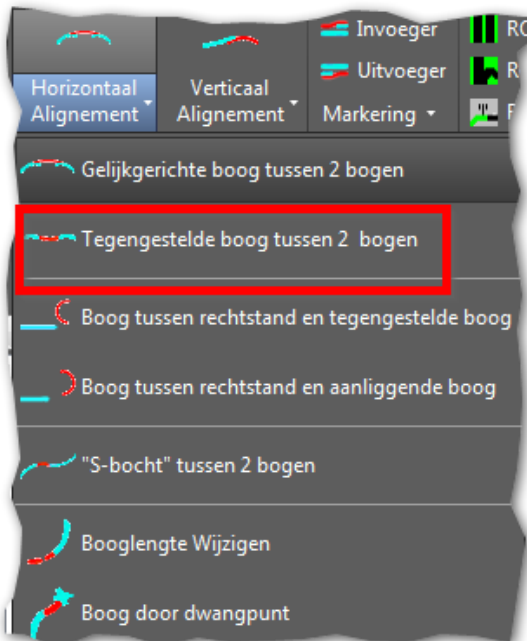 Invoeger
RO
Uitvoeger
R
Horizontaal
Alignement
Verticaal
Alignement
Markering
Gelijkgerichte boog tussen 2 bogen
Tegengestelde boog tussen 2 bogen
Boog tussen rechtstand en tegengestelde boog
Boog tussen rechtstand en aanliggende boog
"S-bocht" tussen 2 bogen
Booglengte Wijzigen
Boog door dwangpunt